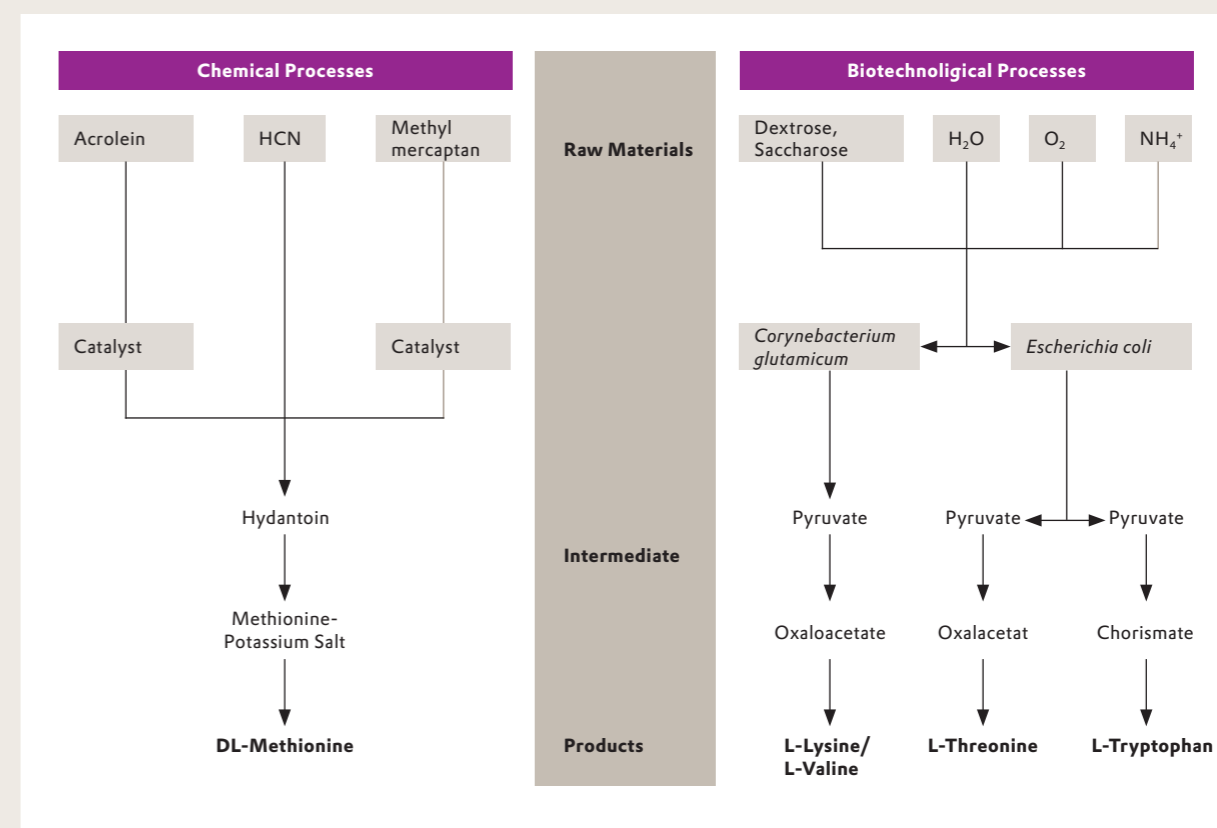 Chemical Processes
Biotechnoligical Processes
Acrolein
HCN
Methyl
mercaptan
Raw Materials
Dextrose,
Saccharose
H₂O
O₂
NH₄⁺
Catalyst
Catalyst
Corynebacterium
glutamicum
Escherichia coli
Hydantoin
Pyruvate
Pyruvate
Pyruvate
Intermediate
Methionine-
Potassium Salt
Oxaloacetate
Oxalacetat
Chorismate
DL-Methionine
Products
L-Lysine/
L-Valine
L-Threonine
L-Tryptophan